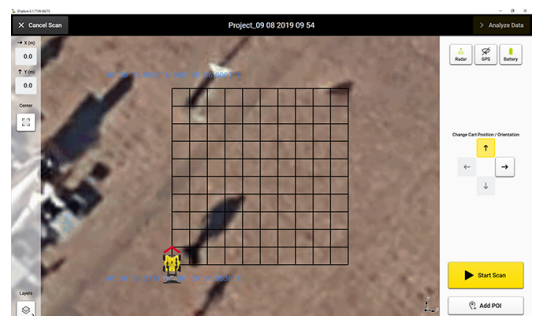 Cancel Scan
Project_09 08 2019 09 54
Analyze Data
X (m)
0.0
Y (m)
0.0
Center
Layers
Radar
GPS
Battery
Change Cart Position / Orientation
Start Scan
Add POI